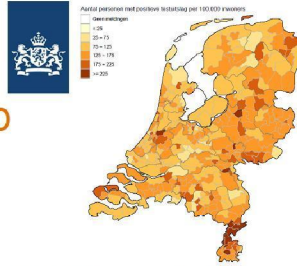 Aantal personen met positieve testuitslag per 100.000 inwoners
Geen meldingen
< 25
25 - 75
75 - 125
125 - 175
175 - 225
>= 225